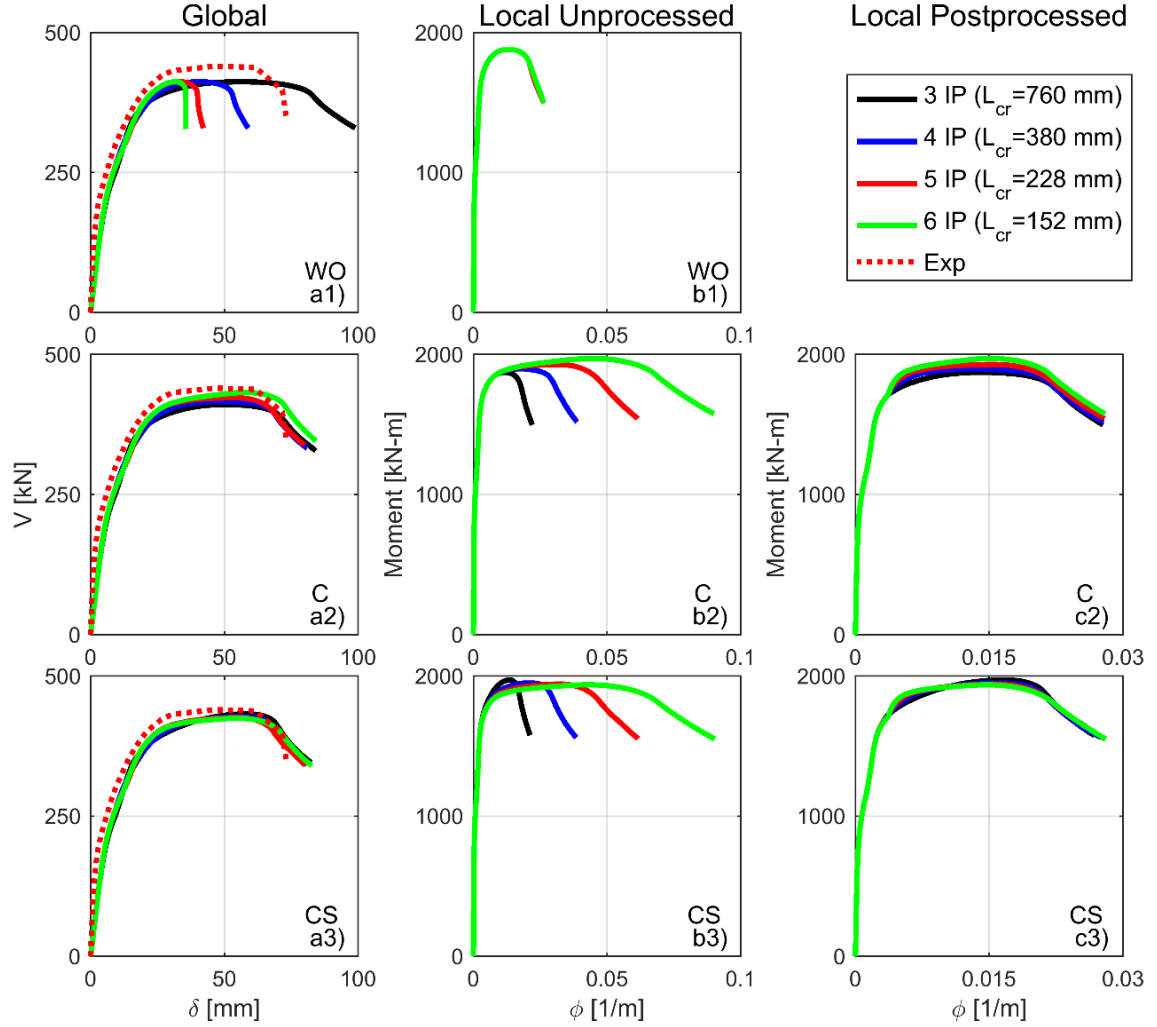 Global
Local Unprocessed
Local Postprocessed
500
250
0
0
50
100
WO
a1)
2000
1000
0
0
0.05
0.1
WO
b1)
3 IP (L_cr=760 mm)
4 IP (L_cr=380 mm)
5 IP (L_cr=228 mm)
6 IP (L_cr=152 mm)
Exp
V [kN]
500
250
0
0
50
100
C
a2)
Moment [kN-m]
2000
1000
0
0
0.05
0.1
C
b2)
Moment [kN-m]
2000
1000
0
0
0.015
0.03
C
c2)
500
250
0
0
50
100
δ [mm]
CS
a3)
2000
1000
0
0
0.05
0.1
ϕ [1/m]
CS
b3)
2000
1000
0
0
0.015
0.03
ϕ [1/m]
CS
c3)